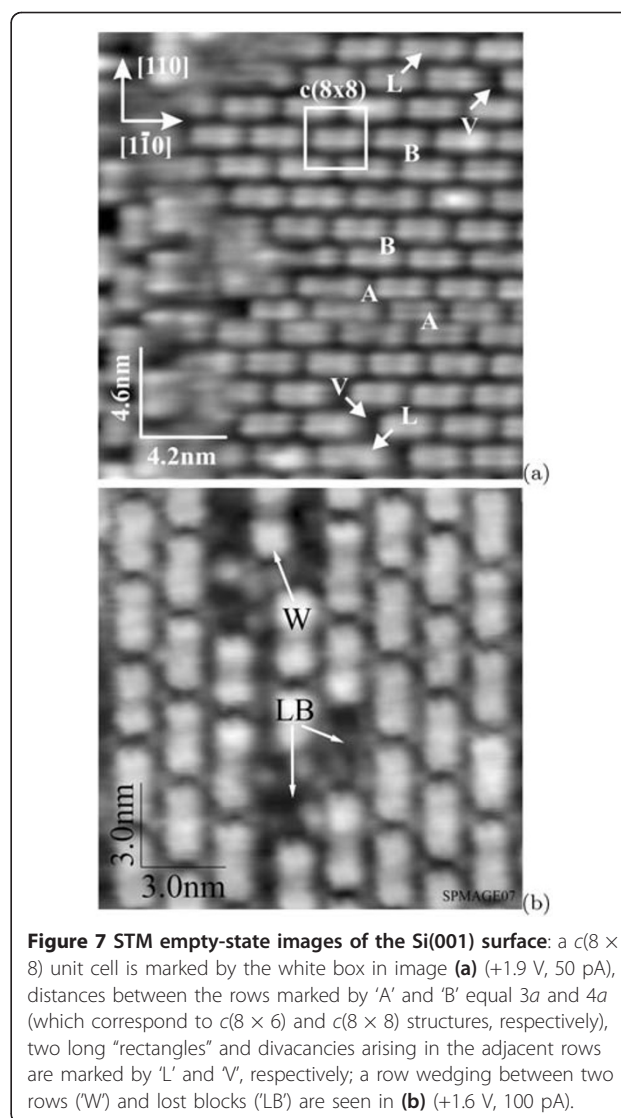 [110]
[11̄0]
c(8x8)
L
V
B
B
A
A
V
L
4.6nm
4.2nm
(a)
W
LB
3.0nm
3.0nm
SPMAGE07
(b)
Figure 7 STM empty-state images of the Si(001) surface: a c(8 ×
8) unit cell is marked by the white box in image (a) (+1.9 V, 50 pA),
distances between the rows marked by ‘A’ and ‘B’ equal 3a and 4a
(which correspond to c(8 × 6) and c(8 × 8) structures, respectively),
two long “rectangles” and divacancies arising in the adjacent rows
are marked by ‘L’ and ‘V’, respectively; a row wedging between two
rows (‘W’) and lost blocks (‘LB’) are seen in (b) (+1.6 V, 100 pA).